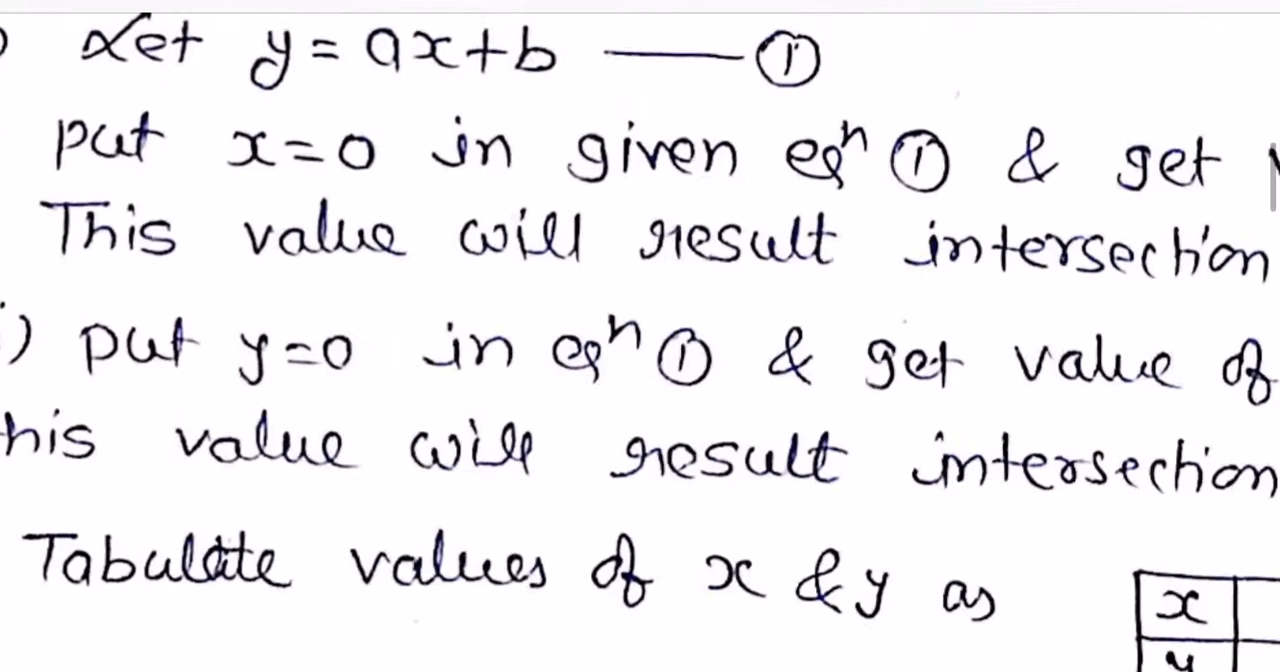 Let y = ax + b —— ①
put x = 0 in given eqⁿ ① & get
This value will result intersection
) put y = 0 in eqⁿ ① & get value of
his value will result intersection
Tabulate values of x & y as
x
y